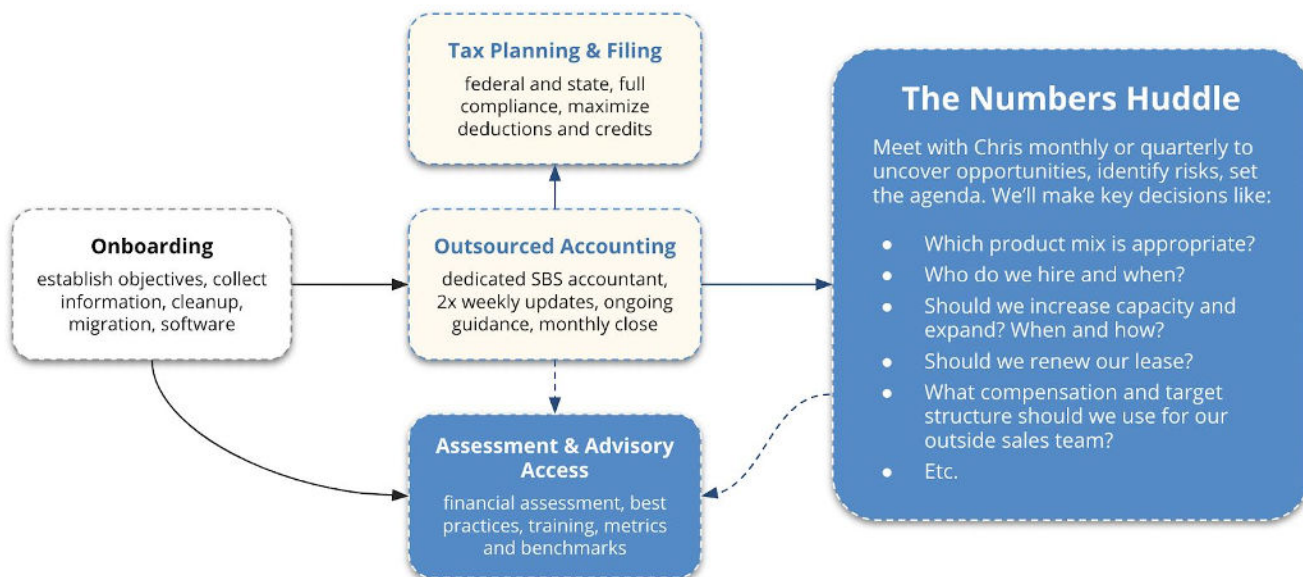 Tax Planning & Filing
federal and state, full
compliance, maximize
deductions and credits
Onboarding
establish objectives, collect
information, cleanup,
migration, software
Outsourced Accounting
dedicated SBS accountant,
2x weekly updates, ongoing
guidance, monthly close
Assessment & Advisory
Access
financial assessment, best
practices, training, metrics
and benchmarks
The Numbers Huddle
Meet with Chris monthly or quarterly to
uncover opportunities, identify risks, set
the agenda. We’ll make key decisions like:
● Which product mix is appropriate?
● Who do we hire and when?
● Should we increase capacity and
expand? When and how?
● Should we renew our lease?
● What compensation and target
structure should we use for our
outside sales team?
● Etc.